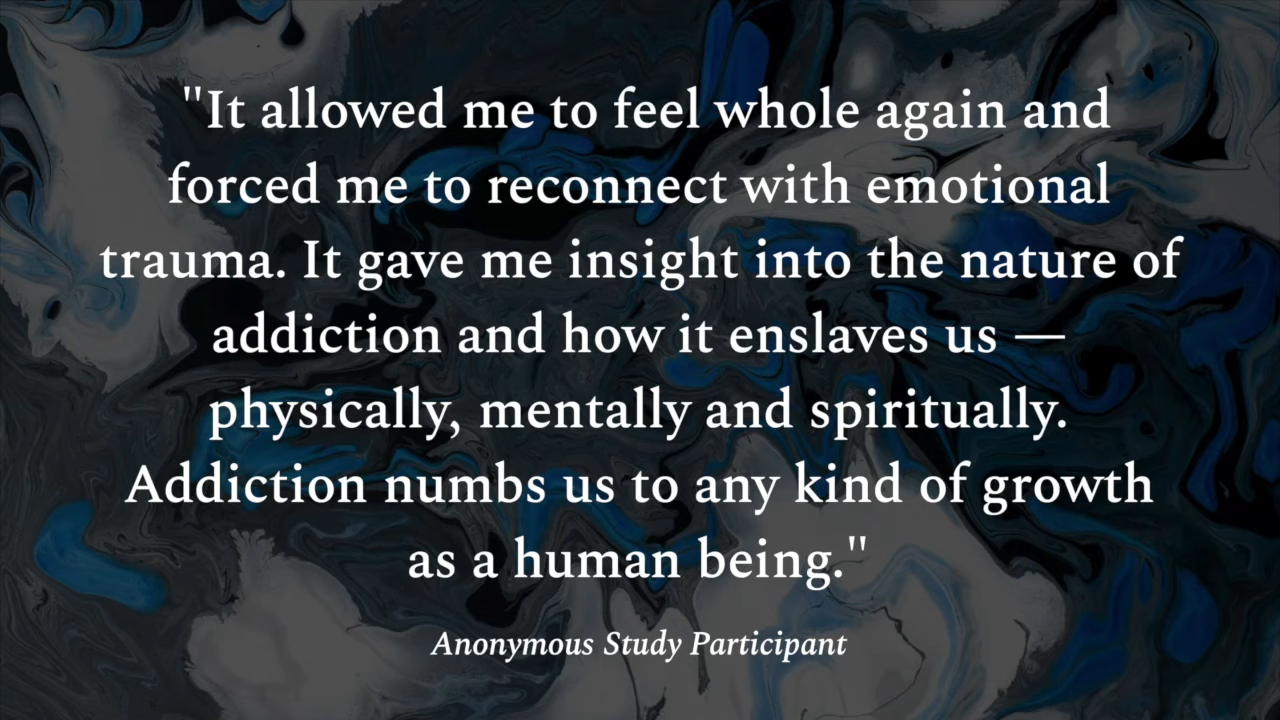 "It allowed me to feel whole again and
forced me to reconnect with emotional
trauma. It gave me insight into the nature of
addiction and how it enslaves us —
physically, mentally and spiritually.
Addiction numbs us to any kind of growth
as a human being."
Anonymous Study Participant